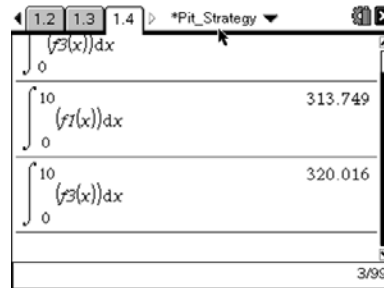 1.2 1.3 1.4 *Pit_Strategy
∫ (f3(x))dx
0
10
∫ (f1(x))dx 313.749
0
10
∫ (f3(x))dx 320.016
0
3/99